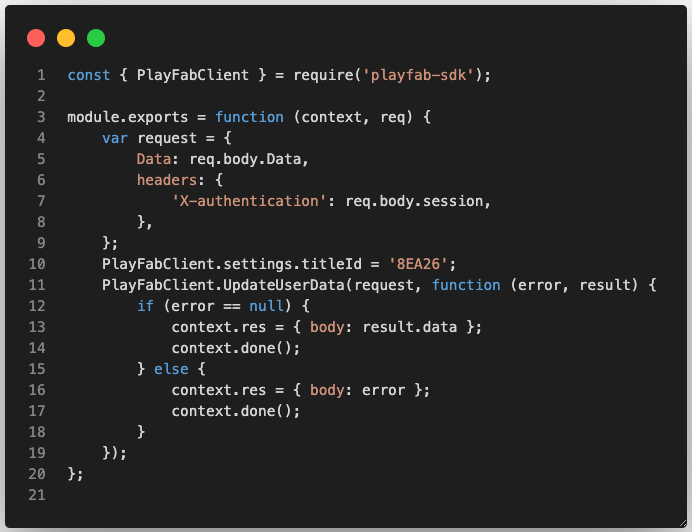 1 const { PlayFabClient } = require('playfab-sdk');
2
3 module.exports = function (context, req) {
4     var request = {
5         Data: req.body.Data,
6         headers: {
7             'X-authentication': req.body.session,
8         },
9     };
10     PlayFabClient.settings.titleId = '8EA26';
11     PlayFabClient.UpdateUserData(request, function (error, result) {
12         if (error == null) {
13             context.res = { body: result.data };
14             context.done();
15         } else {
16             context.res = { body: error };
17             context.done();
18         }
19     });
20 };
21